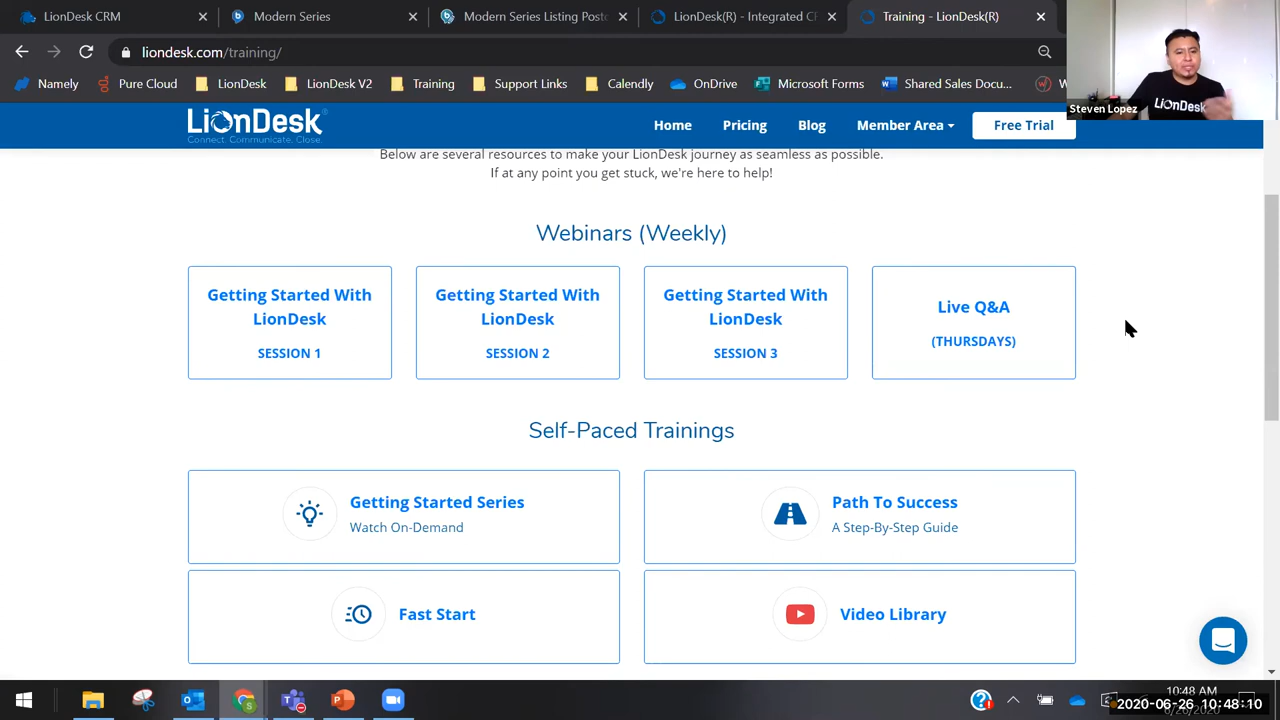 LionDesk CRM
Modern Series
Modern Series Listing Post
LionDesk(R) - Integrated
Training - LionDesk(R)
liondesk.com/training/
Namely
Pure Cloud
LionDesk
LionDesk V2
Training
Support Links
Calendly
OneDrive
Microsoft Forms
Shared Sales Docu...
LionDesk
Steven Lopez
LionDesk®
Connect. Communicate. Close.
Home
Pricing
Blog
Member Area
Free Trial
Below are several resources to make your LionDesk journey as seamless as possible.
If at any point you get stuck, we're here to help!
Webinars (Weekly)
Getting Started With
LionDesk
SESSION 1
Getting Started With
LionDesk
SESSION 2
Getting Started With
LionDesk
SESSION 3
Live Q&A
(THURSDAYS)
Self-Paced Trainings
Getting Started Series
Watch On-Demand
Path To Success
A Step-By-Step Guide
Fast Start
Video Library
10:48 AM
2020-06-26 10:48:10